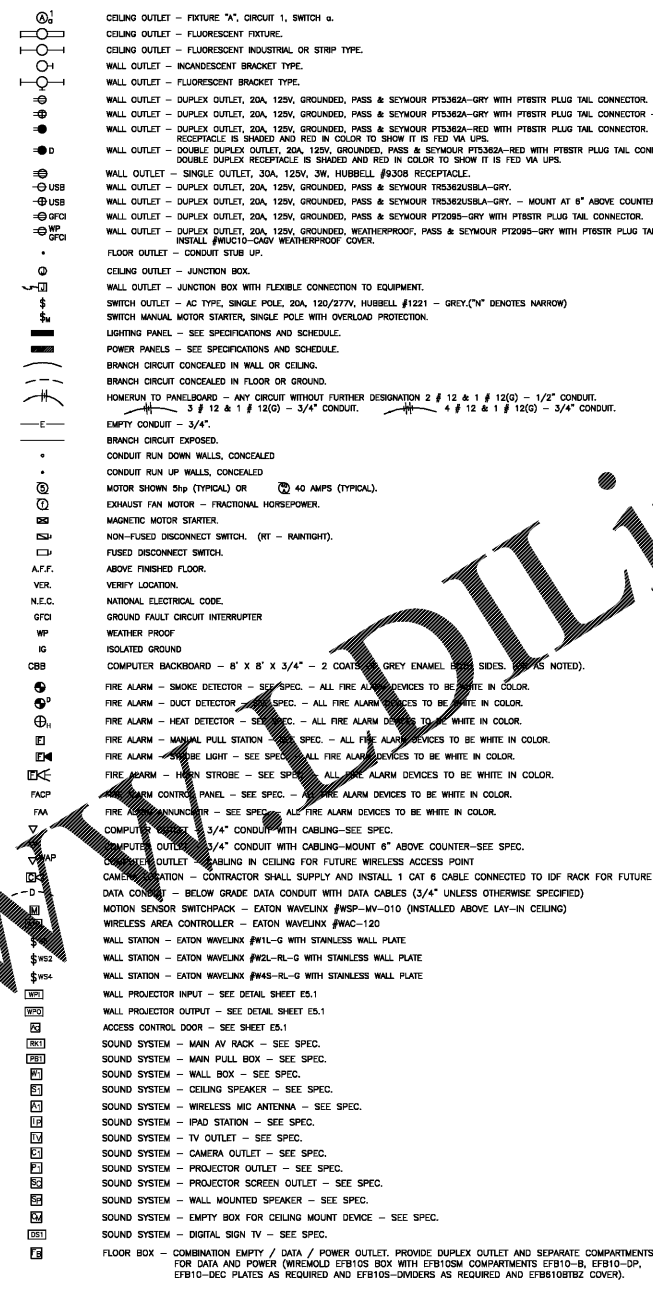 A 1 a CEILING OUTLET – FIXTURE "A", CIRCUIT 1, SWITCH a.
CEILING OUTLET – FLUORESCENT FIXTURE.
CEILING OUTLET – FLUORESCENT INDUSTRIAL OR STRIP TYPE.
WALL OUTLET – INCANDESCENT BRACKET TYPE.
WALL OUTLET – FLUORESCENT BRACKET TYPE.
WALL OUTLET – DUPLEX OUTLET, 20A, 125V, GROUNDED, PASS & SEYMOUR PT5362A-GRY WITH PT6STR PLUG TAIL CONNECTOR.
WALL OUTLET – DUPLEX OUTLET, 20A, 125V, GROUNDED, PASS & SEYMOUR PT5362A-GRY WITH PT6STR PLUG TAIL CONNECTOR –
WALL OUTLET – DUPLEX OUTLET, 20A, 125V, GROUNDED, PASS & SEYMOUR PT5362A-RED WITH PT6STR PLUG TAIL CONNECTOR.
RECEPTACLE IS SHADED AND RED IN COLOR TO SHOW IT IS FED VIA UPS.
D WALL OUTLET – DOUBLE DUPLEX OUTLET, 20A, 125V, GROUNDED, PASS & SEYMOUR PT5362A-RED WITH PT6STR PLUG TAIL
DOUBLE DUPLEX RECEPTACLE IS SHADED AND RED IN COLOR TO SHOW IT IS FED VIA UPS.
WALL OUTLET – SINGLE OUTLET, 30A, 125V, 3W, HUBBELL #9308 RECEPTACLE.
USB WALL OUTLET – DUPLEX OUTLET, 20A, 125V, GROUNDED, PASS & SEYMOUR TR5362USBLA-GRY.
USB WALL OUTLET – DUPLEX OUTLET, 20A, 125V, GROUNDED, PASS & SEYMOUR TR5362USBLA-GRY. – MOUNT AT 6" ABOVE COUNTER
GFCI WALL OUTLET – DUPLEX OUTLET, 20A, 125V, GROUNDED, PASS & SEYMOUR PT2095-GRY WITH PT6STR PLUG TAIL CONNECTOR.
WP GFCI WALL OUTLET – DUPLEX OUTLET, 20A, 125V, GROUNDED, WEATHERPROOF, PASS & SEYMOUR PT2095-GRY WITH PT6STR PLUG
INSTALL #WIUC10-CAGV WEATHERPROOF COVER.
FLOOR OUTLET – CONDUIT STUB UP.
J CEILING OUTLET – JUNCTION BOX.
J WALL OUTLET – JUNCTION BOX WITH FLEXIBLE CONNECTION TO EQUIPMENT.
$ SWITCH OUTLET – AC TYPE, SINGLE POLE, 20A, 120/277V, HUBBELL #1221 – GREY.("N" DENOTES NARROW)
$M SWITCH MANUAL MOTOR STARTER, SINGLE POLE WITH OVERLOAD PROTECTION.
LIGHTING PANEL – SEE SPECIFICATIONS AND SCHEDULE.
POWER PANELS – SEE SPECIFICATIONS AND SCHEDULE.
BRANCH CIRCUIT CONCEALED IN WALL OR CEILING.
BRANCH CIRCUIT CONCEALED IN FLOOR OR GROUND.
HOMERUN TO PANELBOARD – ANY CIRCUIT WITHOUT FURTHER DESIGNATION 2 # 12 & 1 # 12(G) – 1/2" CONDUIT.
3 # 12 & 1 # 12(G) – 3/4" CONDUIT. 4 # 12 & 1 # 12(G) – 3/4" CONDUIT.
E EMPTY CONDUIT – 3/4".
BRANCH CIRCUIT EXPOSED.
CONDUIT RUN DOWN WALLS, CONCEALED
CONDUIT RUN UP WALLS, CONCEALED
5 MOTOR SHOWN 5hp (TYPICAL) OR 40 AMPS (TYPICAL).
f EXHAUST FAN MOTOR – FRACTIONAL HORSEPOWER.
MAGNETIC MOTOR STARTER.
NON-FUSED DISCONNECT SWITCH. (RT – RAINTIGHT).
FUSED DISCONNECT SWITCH.
A.F.F. ABOVE FINISHED FLOOR.
VER. VERIFY LOCATION.
N.E.C. NATIONAL ELECTRICAL CODE.
GFCI GROUND FAULT CIRCUIT INTERRUPTER
WP WEATHER PROOF
IG ISOLATED GROUND
CBB COMPUTER BACKBOARD – 8' X 8' X 3/4" – 2 COATS OF GREY ENAMEL BOTH SIDES. (OR AS NOTED).
FIRE ALARM – SMOKE DETECTOR – SEE SPEC. – ALL FIRE ALARM DEVICES TO BE WHITE IN COLOR.
D FIRE ALARM – DUCT DETECTOR – SEE SPEC. – ALL FIRE ALARM DEVICES TO BE WHITE IN COLOR.
H FIRE ALARM – HEAT DETECTOR – SEE SPEC. – ALL FIRE ALARM DEVICES TO BE WHITE IN COLOR.
F FIRE ALARM – MANUAL PULL STATION – SEE SPEC. – ALL FIRE ALARM DEVICES TO BE WHITE IN COLOR.
F FIRE ALARM – STROBE LIGHT – SEE SPEC. – ALL FIRE ALARM DEVICES TO BE WHITE IN COLOR.
F FIRE ALARM – HORN STROBE – SEE SPEC. – ALL FIRE ALARM DEVICES TO BE WHITE IN COLOR.
FACP FIRE ALARM CONTROL PANEL – SEE SPEC. – ALL FIRE ALARM DEVICES TO BE WHITE IN COLOR.
FAA FIRE ALARM – SEE SPEC. – ALL FIRE ALARM DEVICES TO BE WHITE IN COLOR.
COMPUTER OUTLET – 3/4" CONDUIT WITH CABLING-SEE SPEC.
COMPUTER OUTLET – 3/4" CONDUIT WITH CABLING-MOUNT 6" ABOVE COUNTER-SEE SPEC.
WAP COMPUTER OUTLET – CABLING IN CEILING FOR FUTURE WIRELESS ACCESS POINT
C CAMERA LOCATION – CONTRACTOR SHALL SUPPLY AND INSTALL 1 CAT 6 CABLE CONNECTED TO IDF RACK FOR FUTURE
D DATA CONDUIT – BELOW GRADE DATA CONDUIT WITH DATA CABLES (3/4" UNLESS OTHERWISE SPECIFIED)
M MOTION SENSOR SWITCHPACK – EATON WAVELINX #WSP-MV-010 (INSTALLED ABOVE LAY-IN CEILING)
WIRELESS AREA CONTROLLER – EATON WAVELINX #WAC-120
$ WALL STATION – EATON WAVELINX #W1L-G WITH STAINLESS WALL PLATE
$WS2 WALL STATION – EATON WAVELINX #W2L-RL-G WITH STAINLESS WALL PLATE
$WS4 WALL STATION – EATON WAVELINX #W4S-RL-G WITH STAINLESS WALL PLATE
WPI WALL PROJECTOR INPUT – SEE DETAIL SHEET E5.1
WPO WALL PROJECTOR OUTPUT – SEE DETAIL SHEET E5.1
AC ACCESS CONTROL DOOR – SEE SHEET E5.1
RK1 SOUND SYSTEM – MAIN AV RACK – SEE SPEC.
PB1 SOUND SYSTEM – MAIN PULL BOX – SEE SPEC.
W1 SOUND SYSTEM – WALL BOX – SEE SPEC.
S1 SOUND SYSTEM – CEILING SPEAKER – SEE SPEC.
A1 SOUND SYSTEM – WIRELESS MIC ANTENNA – SEE SPEC.
IP SOUND SYSTEM – IPAD STATION – SEE SPEC.
TV SOUND SYSTEM – TV OUTLET – SEE SPEC.
C1 SOUND SYSTEM – CAMERA OUTLET – SEE SPEC.
P1 SOUND SYSTEM – PROJECTOR OUTLET – SEE SPEC.
SC SOUND SYSTEM – PROJECTOR SCREEN OUTLET – SEE SPEC.
SP SOUND SYSTEM – WALL MOUNTED SPEAKER – SEE SPEC.
CM SOUND SYSTEM – EMPTY BOX FOR CEILING MOUNT DEVICE – SEE SPEC.
DS1 SOUND SYSTEM – DIGITAL SIGN TV – SEE SPEC.
FB FLOOR BOX – COMBINATION EMPTY / DATA / POWER OUTLET. PROVIDE DUPLEX OUTLET AND SEPARATE COMPARTMENTS
FOR DATA AND POWER (WIREMOLD EFB10S BOX WITH EFB10SM COMPARTMENTS EFB10-B, EFB10-DP,
EFB10-DEC PLATES AS REQUIRED AND EFB10S-DIVIDERS AS REQUIRED AND EFB610BTBZ COVER).
W.LDILi